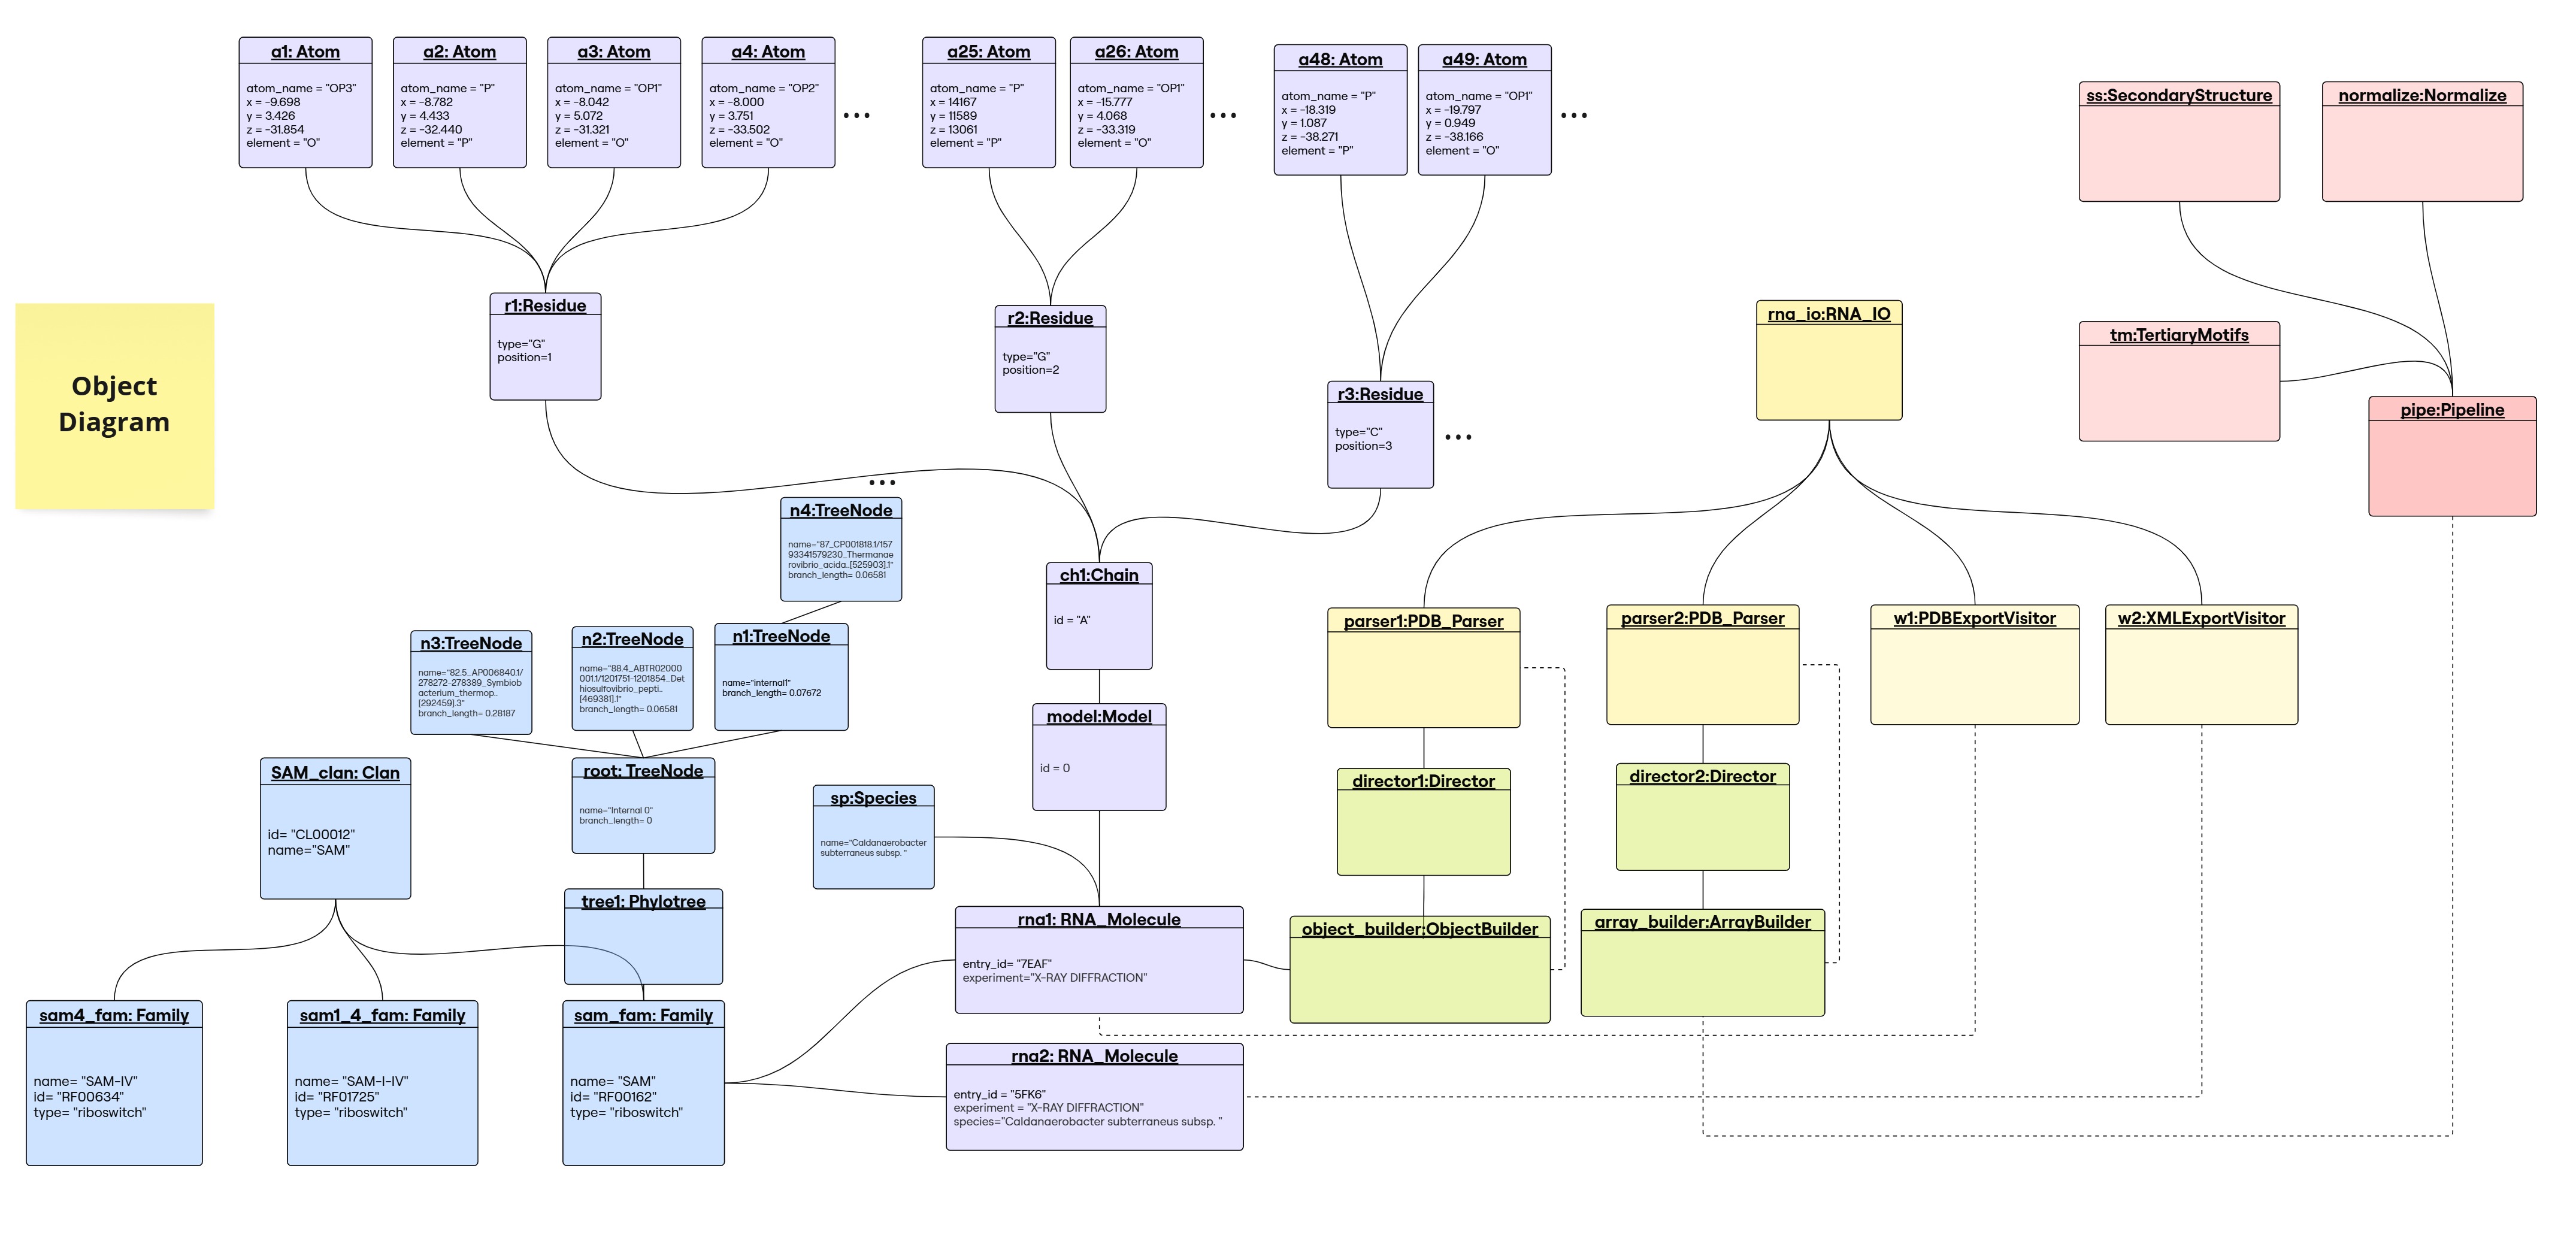 a1: Atom
atom_name = "OP3"
x = -9.698
y = 3.426
z = -31.854
element = "O"
a2: Atom
atom_name = "P"
x = -8.782
y = 4.433
z = -32.440
element = "P"
a3: Atom
atom_name = "OP1"
x = -8.042
y = 5.072
z = -31.321
element = "O"
a4: Atom
atom_name = "OP2"
x = -8.000
y = 3.751
z = -33.502
element = "O"
...
a25: Atom
atom_name = "P"
x = 14167
y = 11589
z = 13061
element = "P"
a26: Atom
atom_name = "OP1"
x = -15.777
y = 4.068
z = -33.319
element = "O"
...
a48: Atom
atom_name = "P"
x = -18.319
y = 1.087
z = -38.271
element = "P"
a49: Atom
atom_name = "OP1"
x = -19.797
y = 0.949
z = -38.166
element = "O"
...
ss:SecondaryStructure
normalize:Normalize
Object
Diagram
r1:Residue
type="G"
position=1
r2:Residue
type="G"
position=2
r3:Residue
type="C"
position=3
...
rna_io:RNA_IO
tm:TertiaryMotifs
pipe:Pipeline
...
n4:TreeNode
name="87_CP001818.1/157
93341579230_Thermanae
rovibrio_acida..[525903].1"
branch_length= 0.06581
ch1:Chain
id = "A"
n3:TreeNode
name="82.5_AP006840.1/
278272-278389_Symbiob
acterium_thermop..
[292459].3"
branch_length= 0.28187
n2:TreeNode
name="88.4_ABTR02000
001.1/1201751-1201854_Det
hiosulfovibrio_pepti..
[469381].1"
branch_length= 0.06581
n1:TreeNode
name="internal1"
branch_length= 0.07672
parser1:PDB_Parser
parser2:PDB_Parser
w1:PDBExportVisitor
w2:XMLExportVisitor
model:Model
id = 0
SAM_clan: Clan
id= "CL00012"
name="SAM"
root: TreeNode
name="Internal 0"
branch_length= 0
sp:Species
name="Caldanaerobacter
subterraneus subsp. "
director1:Director
director2:Director
tree1: Phylotree
rna1: RNA_Molecule
entry_id= "7EAF"
experiment="X-RAY DIFFRACTION"
object_builder:ObjectBuilder
array_builder:ArrayBuilder
sam4_fam: Family
name= "SAM-IV"
id= "RF00634"
type= "riboswitch"
sam1_4_fam: Family
name= "SAM-I-IV"
id= "RF01725"
type= "riboswitch"
sam_fam: Family
name= "SAM"
id= "RF00162"
type= "riboswitch"
rna2: RNA_Molecule
entry_id = "5FK6"
experiment = "X-RAY DIFFRACTION"
species="Caldanaerobacter subterraneus subsp. "